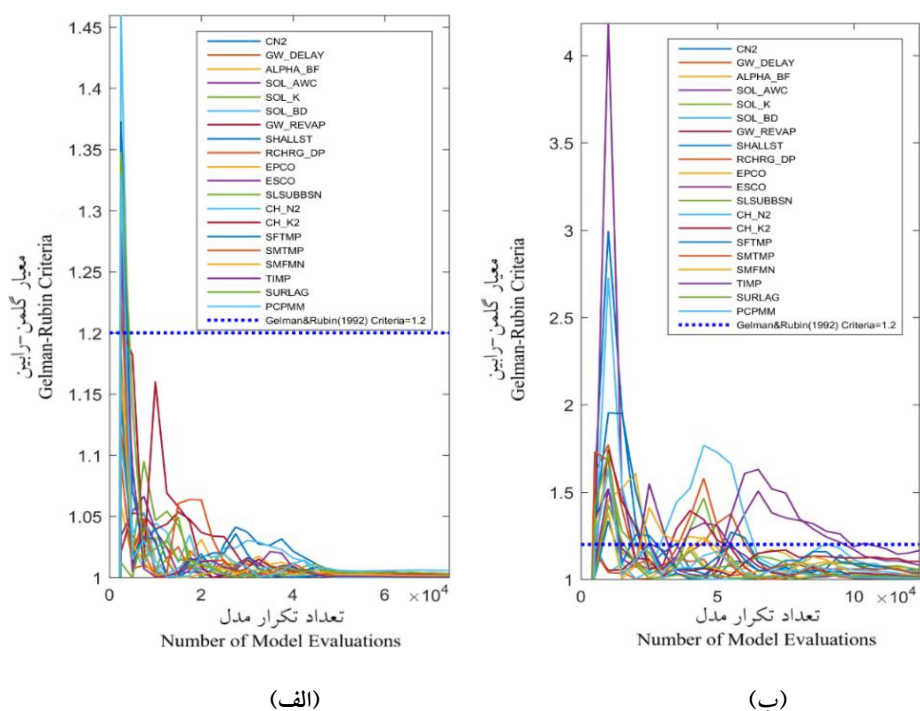 1.45
1.4
1.35
1.3
1.25
1.2
1.15
1.1
1.05
1
معیار گلمن-رابین
Gelman-Rubin Criteria
CN2
GW_DELAY
ALPHA_BF
SOL_AWC
SOL_K
SOL_BD
GW_REVAP
SHALLST
RCHRG_DP
EPCO
ESCO
SLSUBBSN
CH_N2
CH_K2
SFTMP
SMTMP
SMFMN
TIMP
SURLAG
PCPMM
Gelman&Rubin(1992) Criteria=1.2
0 2 4 6 ×10⁴
تعداد تکرار مدل
Number of Model Evaluations
(الف)
4
3.5
3
2.5
2
1.5
1
معیار گلمن-رابین
Gelman-Rubin Criteria
CN2
GW_DELAY
ALPHA_BF
SOL_AWC
SOL_K
SOL_BD
GW_REVAP
SHALLST
RCHRG_DP
EPCO
ESCO
SLSUBBSN
CH_N2
CH_K2
SFTMP
SMTMP
SMFMN
TIMP
SURLAG
PCPMM
Gelman&Rubin(1992) Criteria=1.2
0 5 10 ×10⁴
تعداد تکرار مدل
Number of Model Evaluations
(ب)